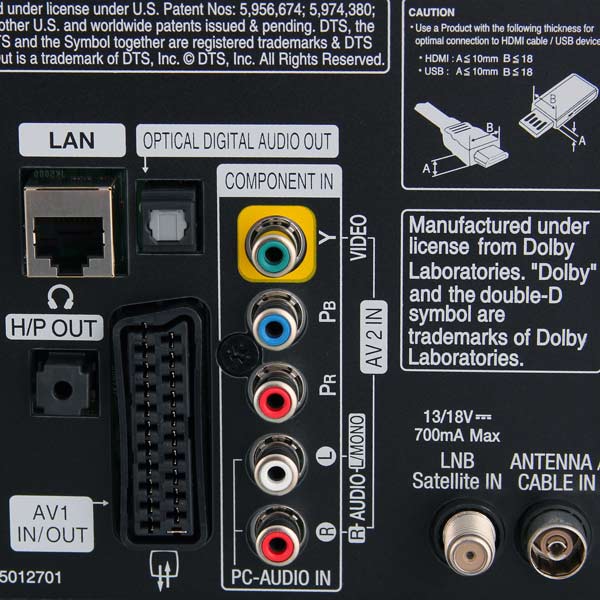 d under license under U.S. Patent Nos: 5,956,674; 5,974,380;
other U.S. and worldwide patents issued & pending. DTS, the
TS and the Symbol together are registered trademarks & DTS
Out is a trademark of DTS, Inc. © DTS, Inc. All Rights Reserved.
CAUTION
• Use a Product with the following thickness for
optimal connection to HDMI cable / USB device
• HDMI : A≦10mm B≦18
• USB : A≦10mm B≦18
B
A
B
A
LAN
OPTICAL DIGITAL AUDIO OUT
COMPONENT IN
Y
VIDEO
PB
PR
AV 2 IN
L
R
R-AUDIO-L/MONO
PC-AUDIO IN
H/P OUT
AV1
IN/OUT
5012701
Manufactured under
license from Dolby
Laboratories. "Dolby"
and the double-D
symbol are
trademarks of Dolby
Laboratories.
13/18V
700mA Max
LNB
Satellite IN
ANTENNA /
CABLE IN